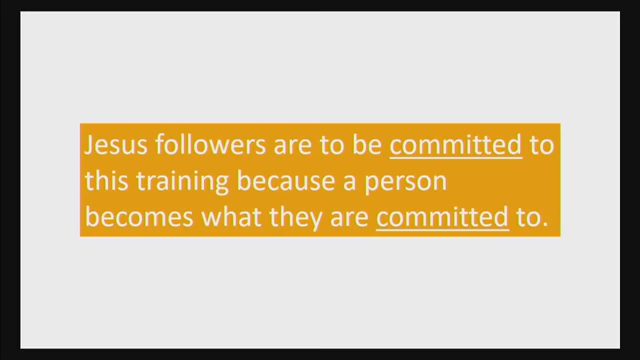 Jesus followers are to be committed to
this training because a person
becomes what they are committed to.